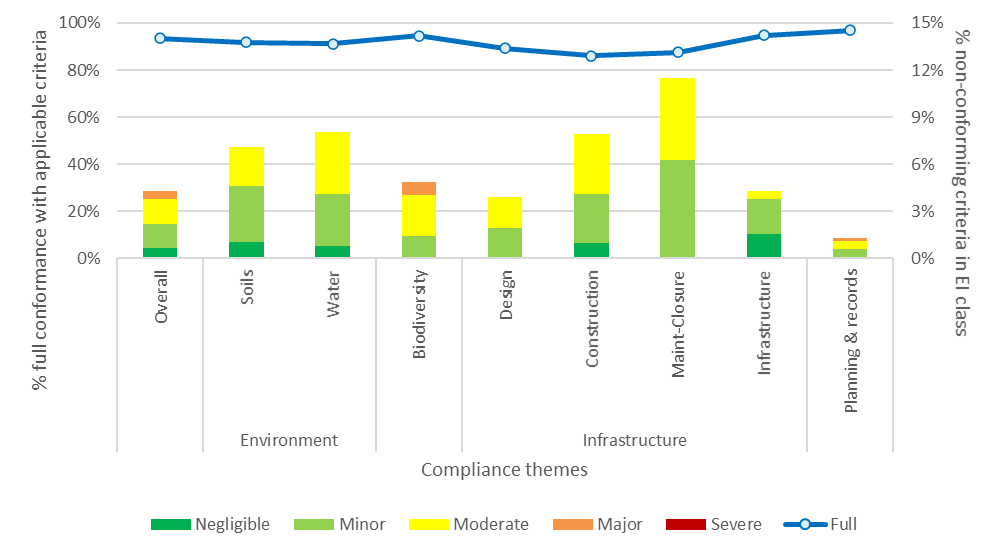 100%
80%
60%
40%
20%
0%
% full conformance with applicable criteria
15%
12%
9%
6%
3%
0%
% non-conforming criteria in EI class
Overall
Soils
Water
Biodiversity
Design
Construction
Maint-Closure
Infrastructure
Planning & records
Environment
Infrastructure
Compliance themes
Negligible Minor Moderate Major Severe Full